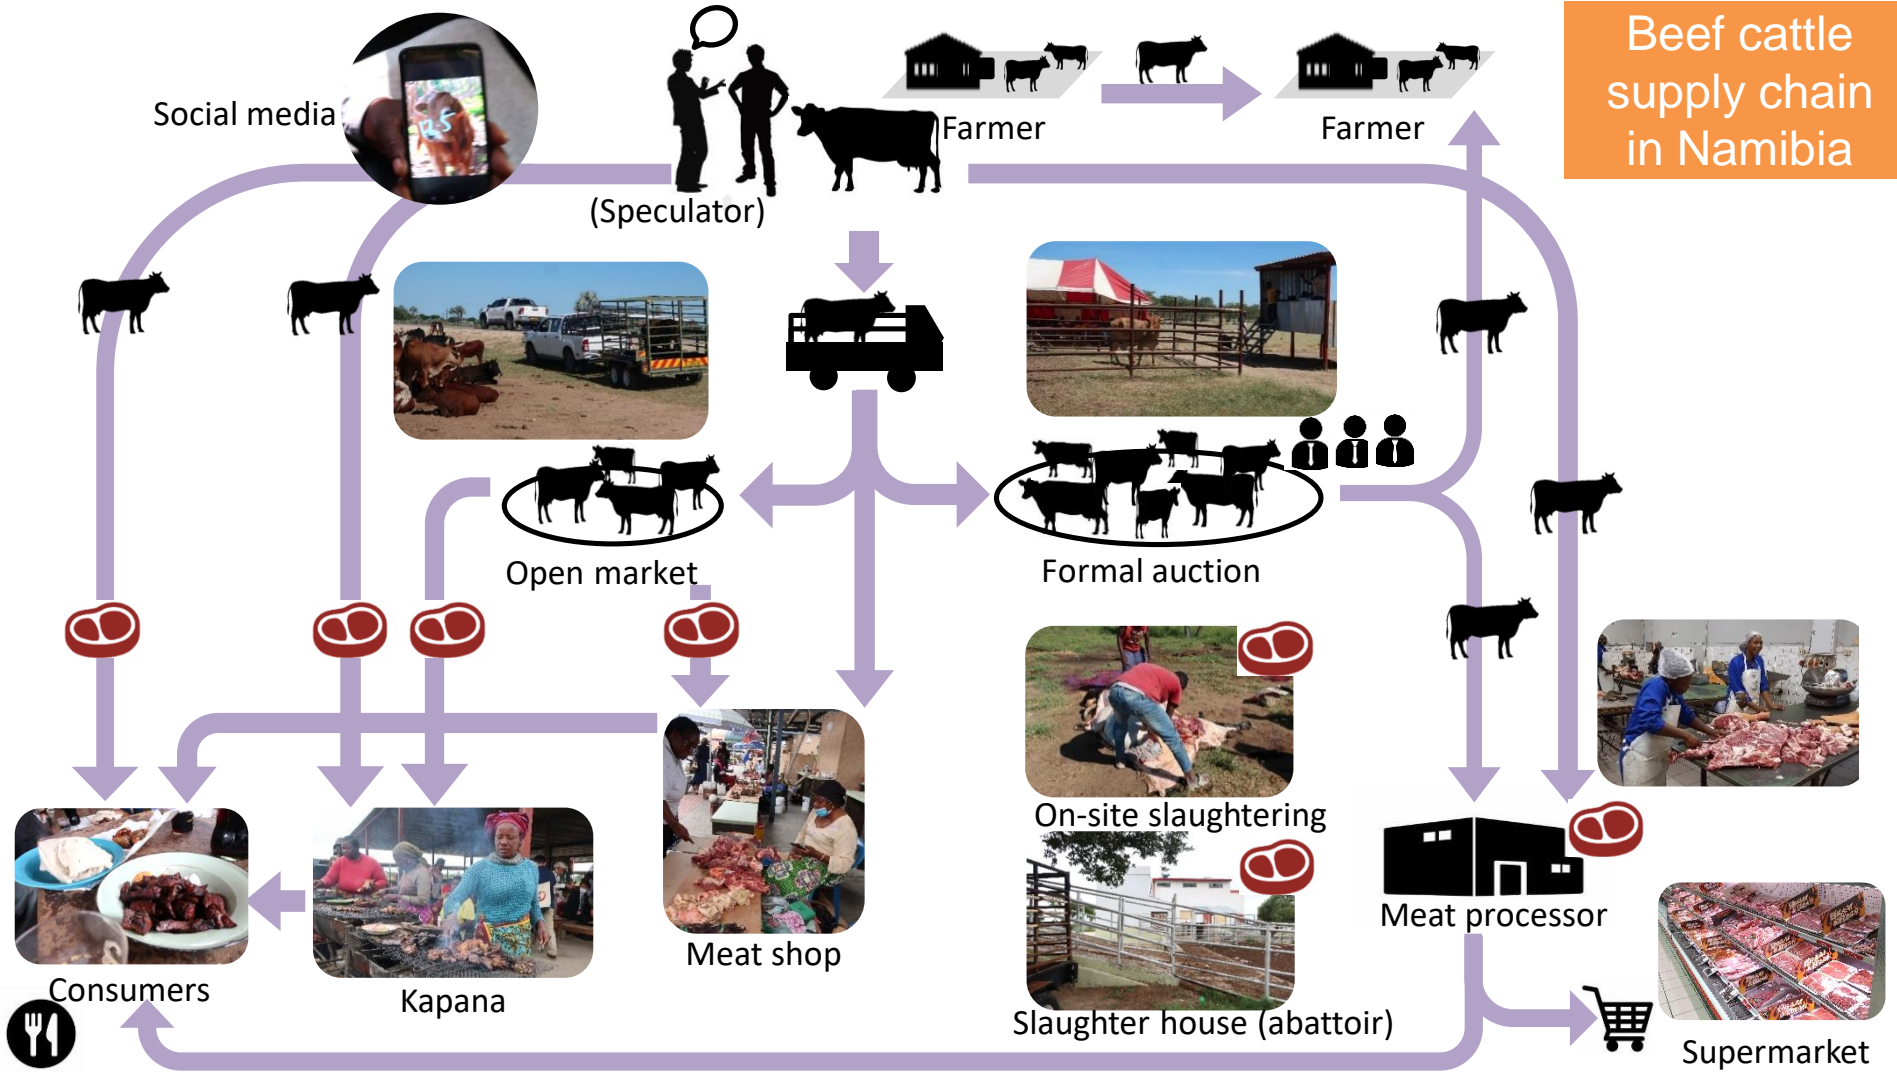 Beef cattle
supply chain
in Namibia
Social media
(Speculator)
Farmer
Farmer
Open market
Formal auction
On-site slaughtering
Slaughter house (abattoir)
Meat processor
Meat shop
Consumers
Kapana
Supermarket